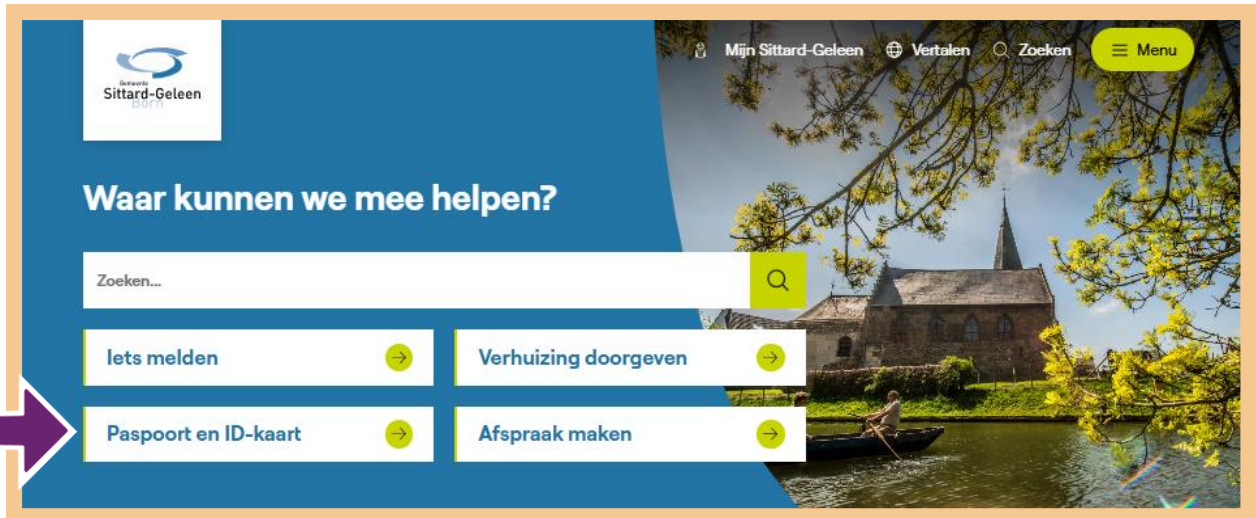 Gemeente
Sittard-Geleen
Born
Mijn Sittard-Geleen
Vertalen
Zoeken
Menu
Waar kunnen we mee helpen?
Zoeken...
Iets melden
Verhuizing doorgeven
Paspoort en ID-kaart
Afspraak maken